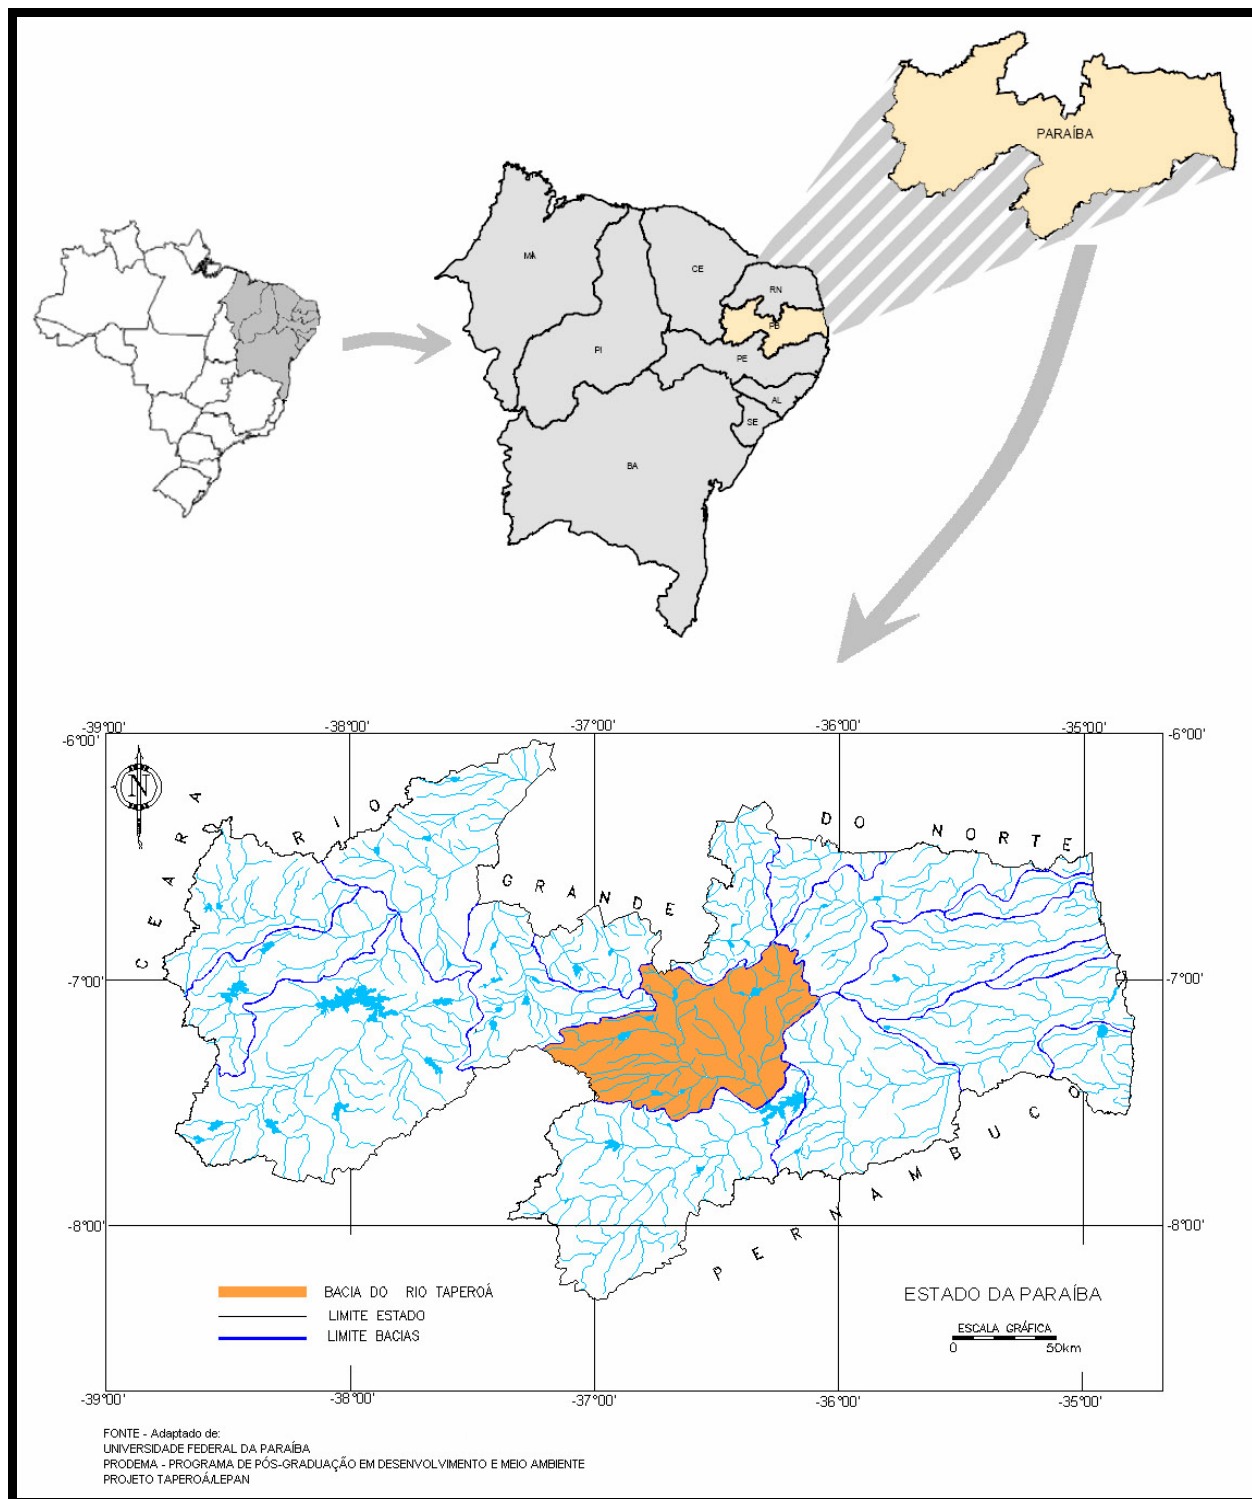 PARAÍBA
MA
CE
RN
PB
PI
PE
AL
SE
BA
-39°00'
-38°00'
-37°00'
-36°00'
-35°00'
-6°00'
-6°00'
N
CEARA
RIO
GRANDE
DO NORTE
-7°00'
-7°00'
PERNAMBUCO
-8°00'
-8°00'
BACIA DO RIO TAPEROÁ
LIMITE ESTADO
LIMITE BACIAS
ESTADO DA PARAÍBA
ESCALA GRÁFICA
0 50km
-39°00'
-38°00'
-37°00'
-36°00'
-35°00'
FONTE - Adaptado de:
UNIVERSIDADE FEDERAL DA PARAÍBA
PRODEMA - PROGRAMA DE PÓS-GRADUAÇÃO EM DESENVOLVIMENTO E MEIO AMBIENTE
PROJETO TAPEROÁ/LEPAN